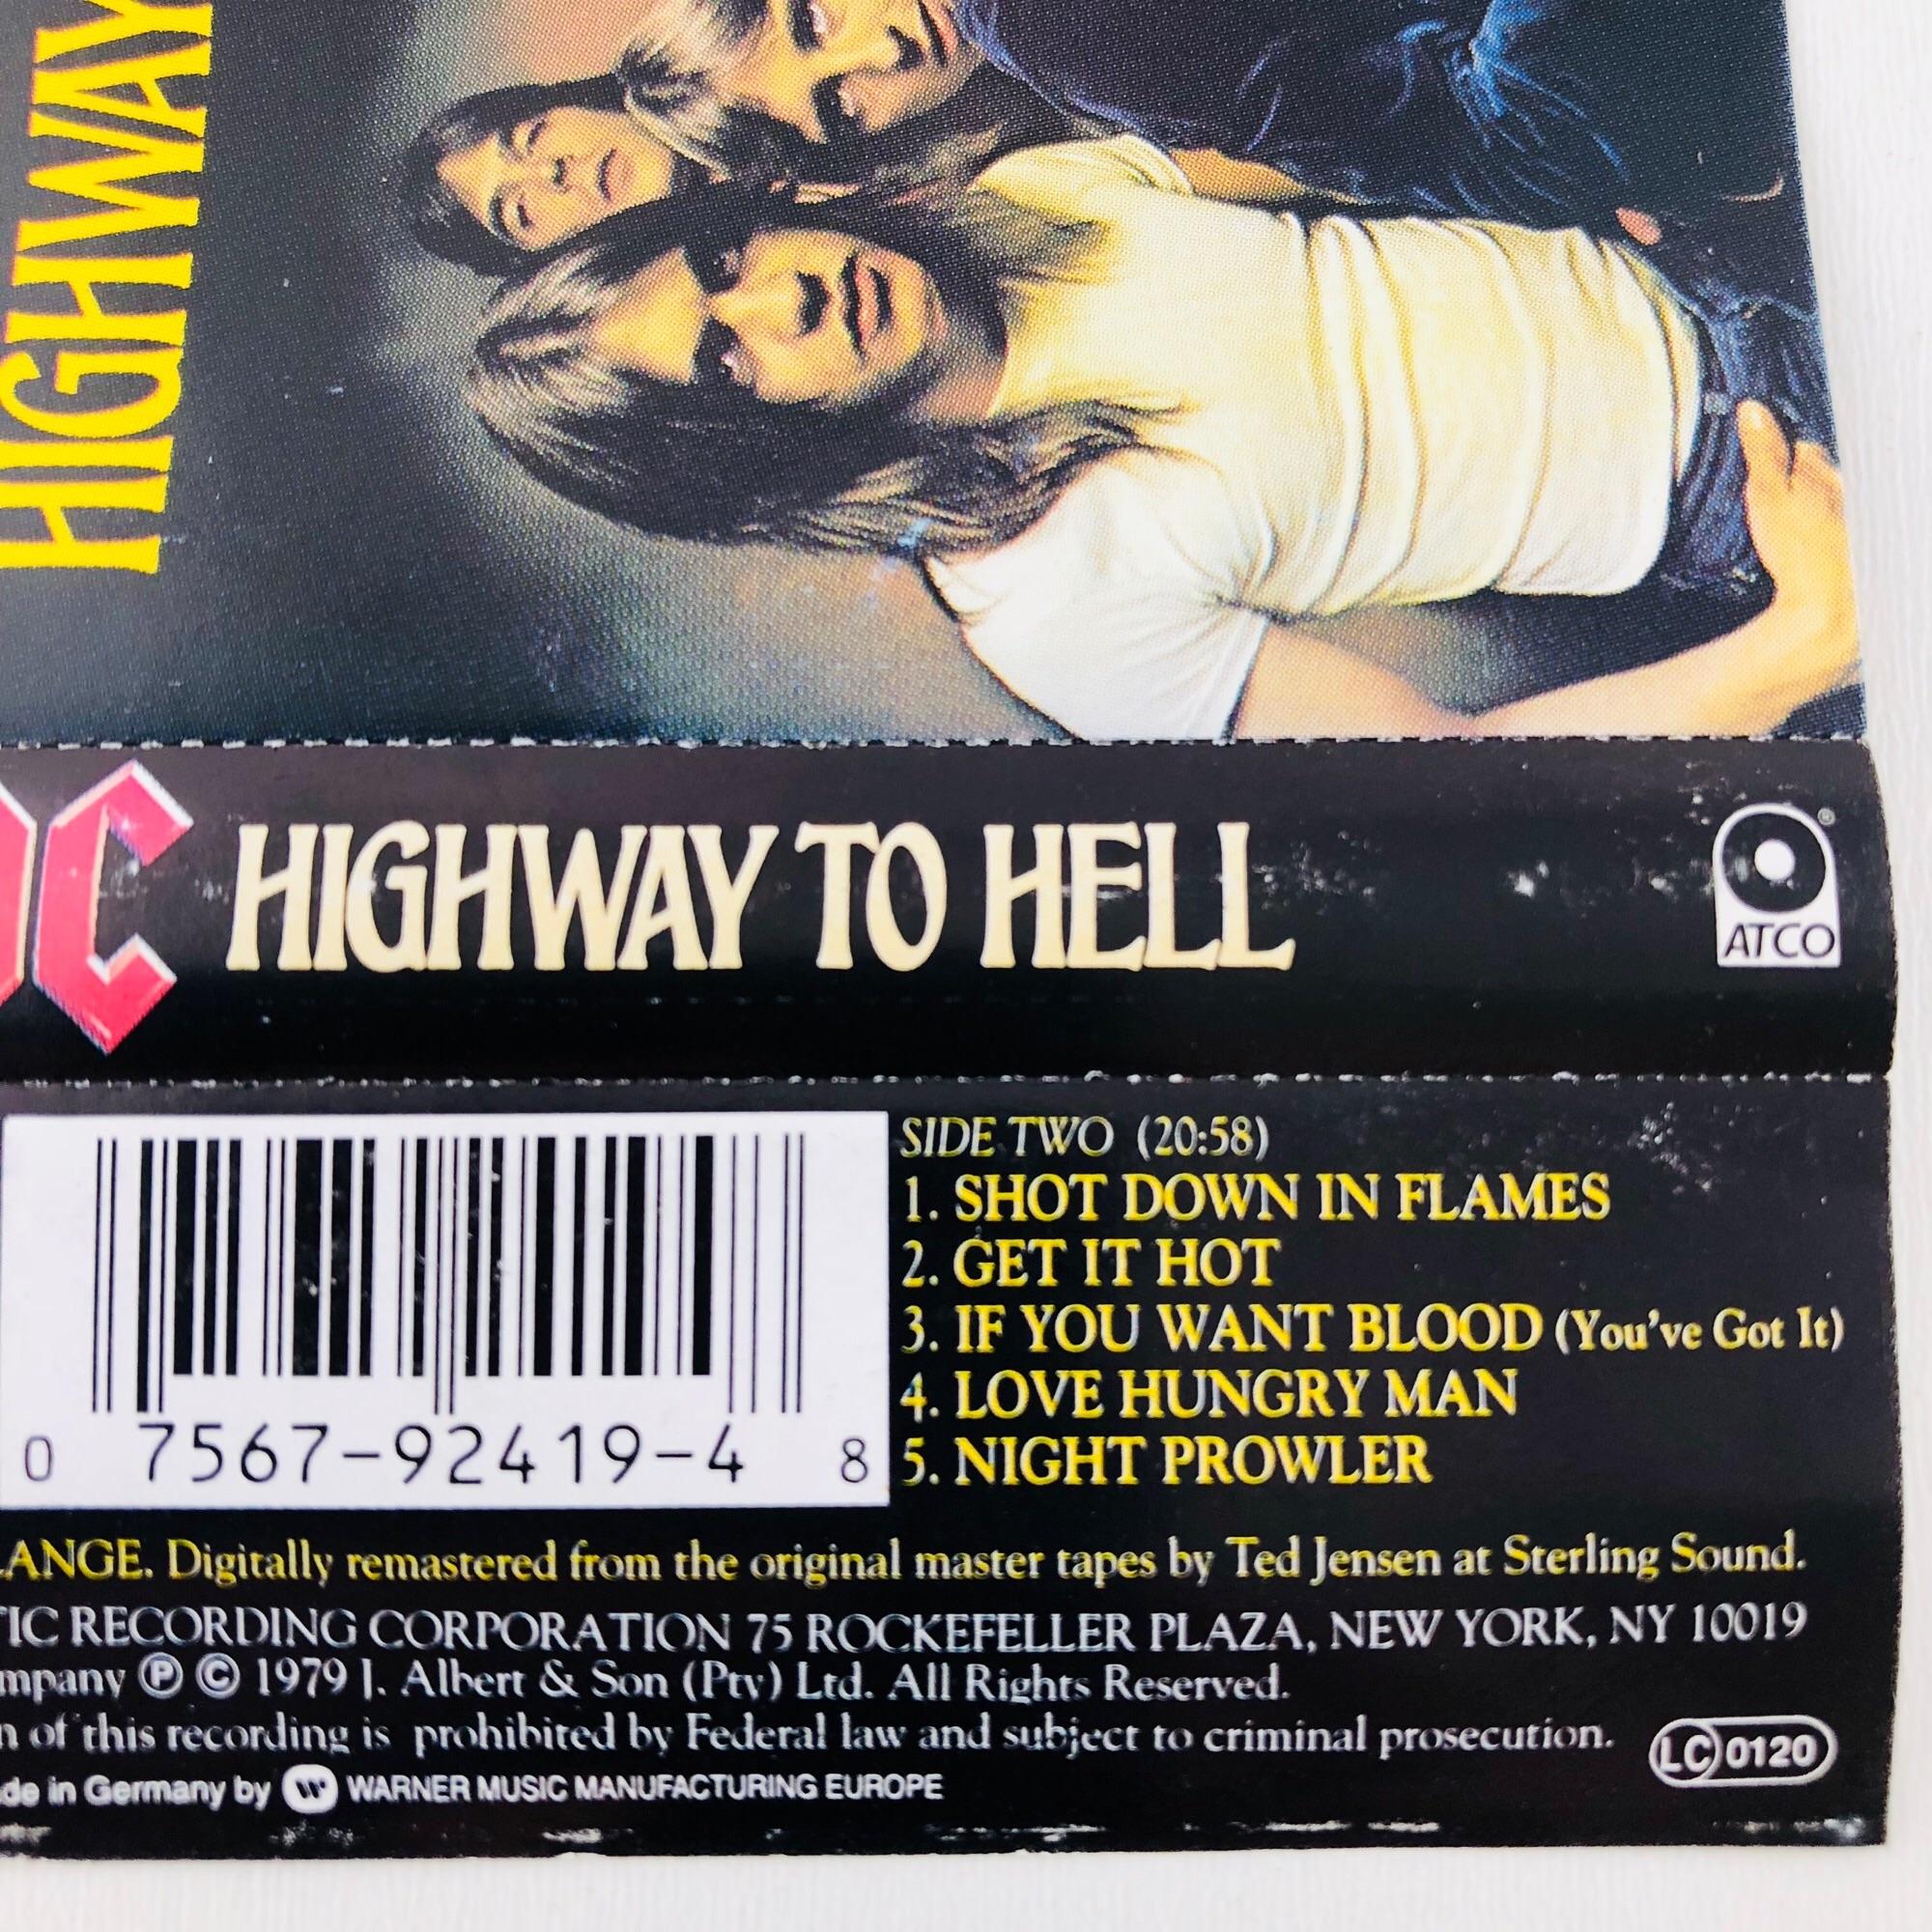 HIGHWAY
C HIGHWAY TO HELL
®
ATCO
SIDE TWO (20:58)
1. SHOT DOWN IN FLAMES
2. GET IT HOT
3. IF YOU WANT BLOOD (You've Got It)
4. LOVE HUNGRY MAN
5. NIGHT PROWLER
0 7567-92419-4 8
LANGE. Digitally remastered from the original master tapes by Ted Jensen at Sterling Sound.
TIC RECORDING CORPORATION 75 ROCKEFELLER PLAZA, NEW YORK, NY 10019
mpany ℗ © 1979 J. Albert & Son (Pty) Ltd. All Rights Reserved.
n of this recording is prohibited by Federal law and subject to criminal prosecution.
LC 0120
de in Germany by W WARNER MUSIC MANUFACTURING EUROPE